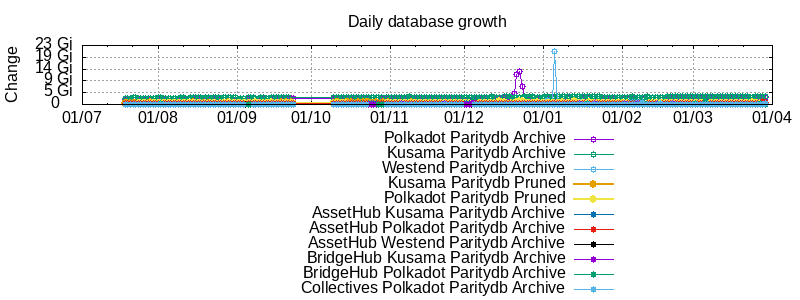 Daily database growth
Change
23 Gi
19 Gi
14 Gi
9 Gi
5 Gi
0
01/07 01/08 01/09 01/10 01/11 01/12 01/01 01/02 01/03 01/04
Polkadot Paritydb Archive
Kusama Paritydb Archive
Westend Paritydb Archive
Kusama Paritydb Pruned
Polkadot Paritydb Pruned
AssetHub Kusama Paritydb Archive
AssetHub Polkadot Paritydb Archive
AssetHub Westend Paritydb Archive
BridgeHub Kusama Paritydb Archive
BridgeHub Polkadot Paritydb Archive
Collectives Polkadot Paritydb Archive